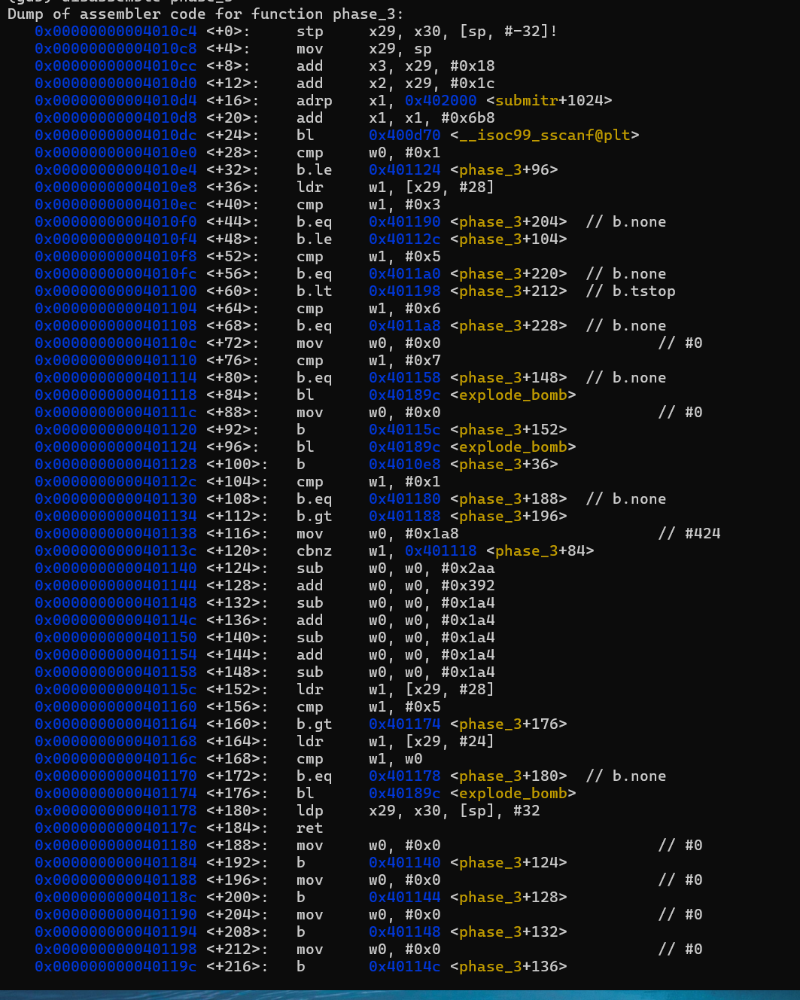 Dump of assembler code for function phase_3:
0x00000000004010c4 <+0>: stp x29, x30, [sp, #-32]!
0x00000000004010c8 <+4>: mov x29, sp
0x00000000004010cc <+8>: add x3, x29, #0x18
0x00000000004010d0 <+12>: add x2, x29, #0x1c
0x00000000004010d4 <+16>: adrp x1, 0x402000 <submitr+1024>
0x00000000004010d8 <+20>: add x1, x1, #0x6b8
0x00000000004010dc <+24>: bl 0x400d70 <__isoc99_sscanf@plt>
0x00000000004010e0 <+28>: cmp w0, #0x1
0x00000000004010e4 <+32>: b.le 0x401124 <phase_3+96>
0x00000000004010e8 <+36>: ldr w1, [x29, #28]
0x00000000004010ec <+40>: cmp w1, #0x3
0x00000000004010f0 <+44>: b.eq 0x401190 <phase_3+204> // b.none
0x00000000004010f4 <+48>: b.le 0x40112c <phase_3+104>
0x00000000004010f8 <+52>: cmp w1, #0x5
0x00000000004010fc <+56>: b.eq 0x4011a0 <phase_3+220> // b.none
0x0000000000401100 <+60>: b.lt 0x401198 <phase_3+212> // b.tstop
0x0000000000401104 <+64>: cmp w1, #0x6
0x0000000000401108 <+68>: b.eq 0x4011a8 <phase_3+228> // b.none
0x000000000040110c <+72>: mov w0, #0x0 // #0
0x0000000000401110 <+76>: cmp w1, #0x7
0x0000000000401114 <+80>: b.eq 0x401158 <phase_3+148> // b.none
0x0000000000401118 <+84>: bl 0x40189c <explode_bomb>
0x000000000040111c <+88>: mov w0, #0x0 // #0
0x0000000000401120 <+92>: b 0x40115c <phase_3+152>
0x0000000000401124 <+96>: bl 0x40189c <explode_bomb>
0x0000000000401128 <+100>: b 0x4010e8 <phase_3+36>
0x000000000040112c <+104>: cmp w1, #0x1
0x0000000000401130 <+108>: b.eq 0x401180 <phase_3+188> // b.none
0x0000000000401134 <+112>: b.gt 0x401188 <phase_3+196>
0x0000000000401138 <+116>: mov w0, #0x1a8 // #424
0x000000000040113c <+120>: cbnz w1, 0x401118 <phase_3+84>
0x0000000000401140 <+124>: sub w0, w0, #0x2aa
0x0000000000401144 <+128>: add w0, w0, #0x392
0x0000000000401148 <+132>: sub w0, w0, #0x1a4
0x000000000040114c <+136>: add w0, w0, #0x1a4
0x0000000000401150 <+140>: sub w0, w0, #0x1a4
0x0000000000401154 <+144>: add w0, w0, #0x1a4
0x0000000000401158 <+148>: sub w0, w0, #0x1a4
0x000000000040115c <+152>: ldr w1, [x29, #28]
0x0000000000401160 <+156>: cmp w1, #0x5
0x0000000000401164 <+160>: b.gt 0x401174 <phase_3+176>
0x0000000000401168 <+164>: ldr w1, [x29, #24]
0x000000000040116c <+168>: cmp w1, w0
0x0000000000401170 <+172>: b.eq 0x401178 <phase_3+180> // b.none
0x0000000000401174 <+176>: bl 0x40189c <explode_bomb>
0x0000000000401178 <+180>: ldp x29, x30, [sp], #32
0x000000000040117c <+184>: ret
0x0000000000401180 <+188>: mov w0, #0x0 // #0
0x0000000000401184 <+192>: b 0x401140 <phase_3+124>
0x0000000000401188 <+196>: mov w0, #0x0 // #0
0x000000000040118c <+200>: b 0x401144 <phase_3+128>
0x0000000000401190 <+204>: mov w0, #0x0 // #0
0x0000000000401194 <+208>: b 0x401148 <phase_3+132>
0x0000000000401198 <+212>: mov w0, #0x0 // #0
0x000000000040119c <+216>: b 0x40114c <phase_3+136>